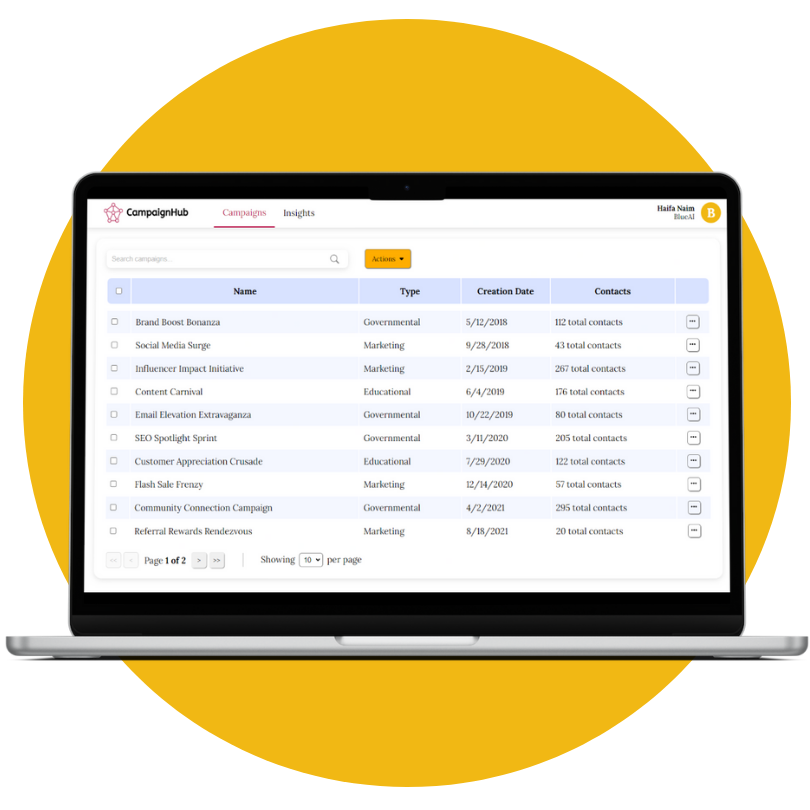 CampaignHub Campaigns Insights Haifa Naim
BlueAI
B
Search campaigns... Actions
Name Type Creation Date Contacts
Brand Boost Bonanza Governmental 5/12/2018 112 total contacts
Social Media Surge Marketing 9/28/2018 43 total contacts
Influencer Impact Initiative Marketing 2/15/2019 267 total contacts
Content Carnival Educational 6/4/2019 176 total contacts
Email Elevation Extravaganza Governmental 10/22/2019 80 total contacts
SEO Spotlight Sprint Governmental 3/11/2020 205 total contacts
Customer Appreciation Crusade Educational 7/29/2020 122 total contacts
Flash Sale Frenzy Marketing 12/14/2020 57 total contacts
Community Connection Campaign Governmental 4/2/2021 295 total contacts
Referral Rewards Rendezvous Marketing 8/18/2021 20 total contacts
<< < Page 1 of 2 > >> Showing 10 per page